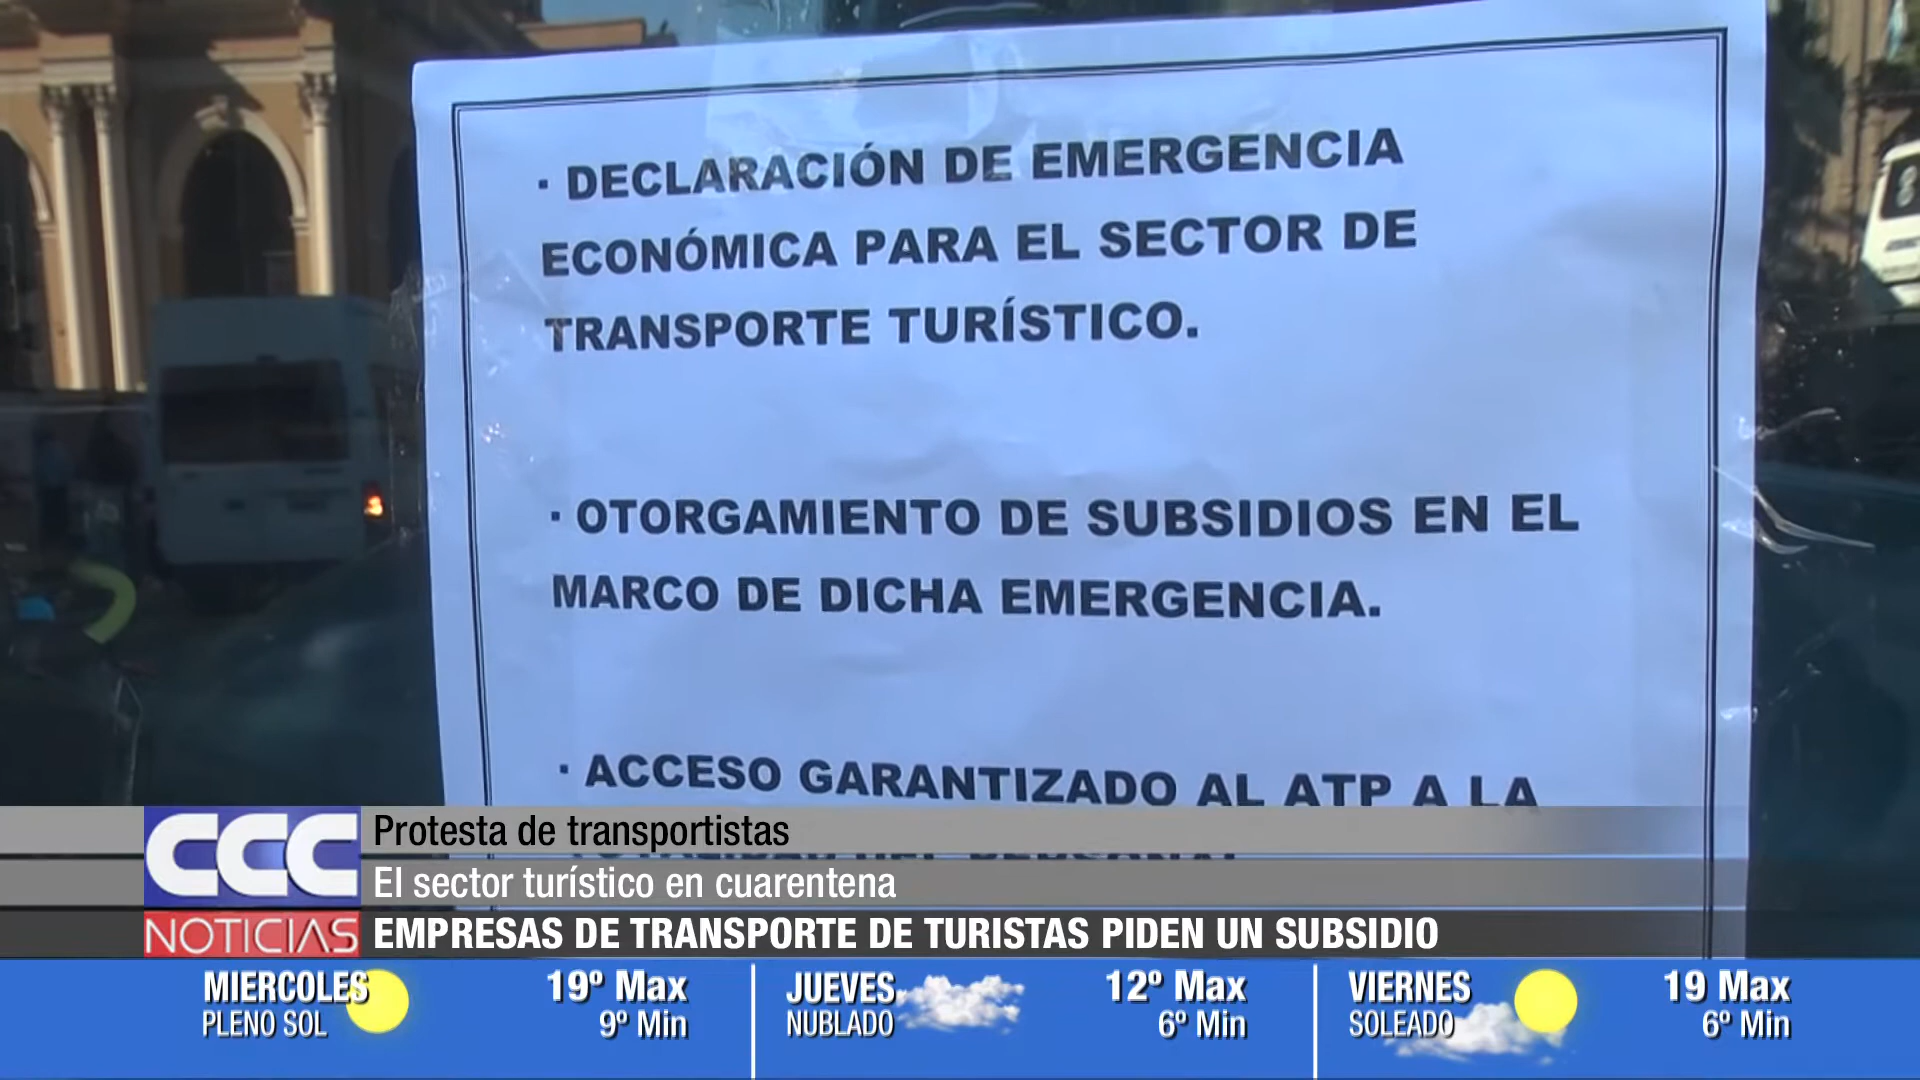 · DECLARACIÓN DE EMERGENCIA
ECONÓMICA PARA EL SECTOR DE
TRANSPORTE TURÍSTICO.
· OTORGAMIENTO DE SUBSIDIOS EN EL
MARCO DE DICHA EMERGENCIA.
· ACCESO GARANTIZADO AL ATP A LA
TOTALIDAD DEL PERSONAL
CCC
NOTICIAS
Protesta de transportistas
El sector turístico en cuarentena
EMPRESAS DE TRANSPORTE DE TURISTAS PIDEN UN SUBSIDIO
MIERCOLES
PLENO SOL
19º Max
9º Min
JUEVES
NUBLADO
12º Max
6º Min
VIERNES
SOLEADO
19 Max
6º Min